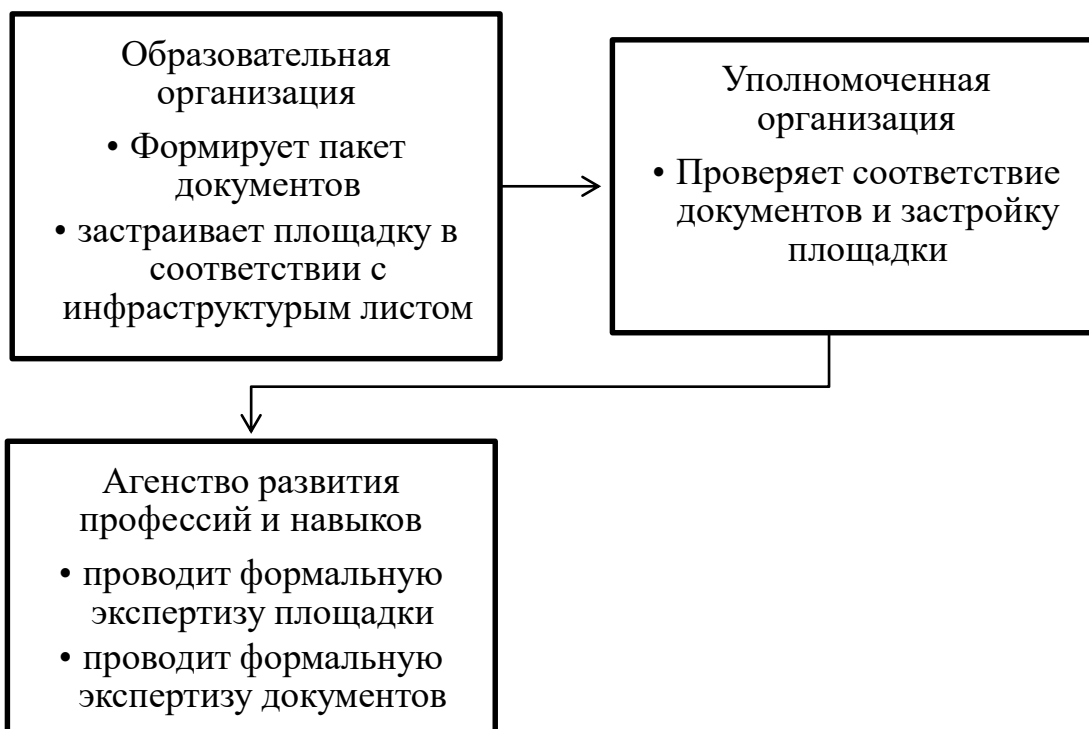 Образовательная
организация
• Формирует пакет
документов
• застраивает площадку в
соответствии с
инфраструктурым листом
Уполномоченная
организация
• Проверяет соответствие
документов и застройку
площадки
Агенство развития
профессий и навыков
• проводит формальную
экспертизу площадки
• проводит формальную
экспертизу документов